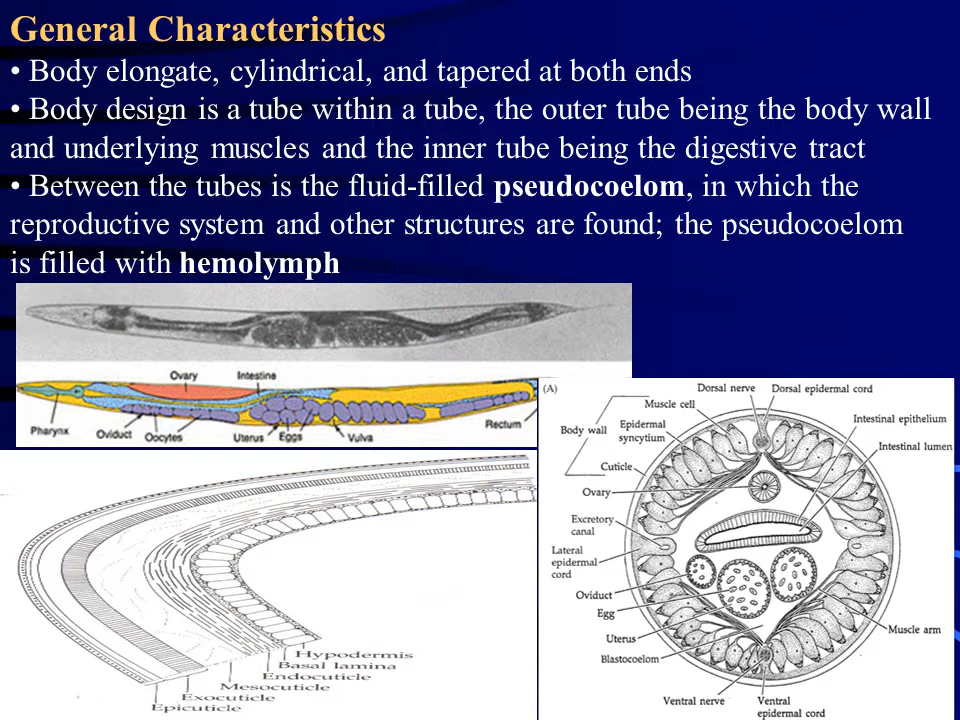 General Characteristics
• Body elongate, cylindrical, and tapered at both ends
• Body design is a tube within a tube, the outer tube being the body wall
and underlying muscles and the inner tube being the digestive tract
• Between the tubes is the fluid-filled pseudocoelom, in which the
reproductive system and other structures are found; the pseudocoelom
is filled with hemolymph
Ovary
Intestine
Pharynx
Oviduct
Oocytes
Uterus
Eggs
Vulva
Rectum
Hypodermis
Basal lamina
Endocuticle
Mesocuticle
Exocuticle
Epicuticle
(A)
Dorsal nerve
Dorsal epidermal cord
Muscle cell
Body wall
Epidermal
syncytium
Intestinal epithelium
Intestinal lumen
Cuticle
Ovary
Excretory
canal
Lateral
epidermal
cord
Oviduct
Egg
Uterus
Muscle arm
Blastocoelom
Ventral nerve
Ventral
epidermal cord